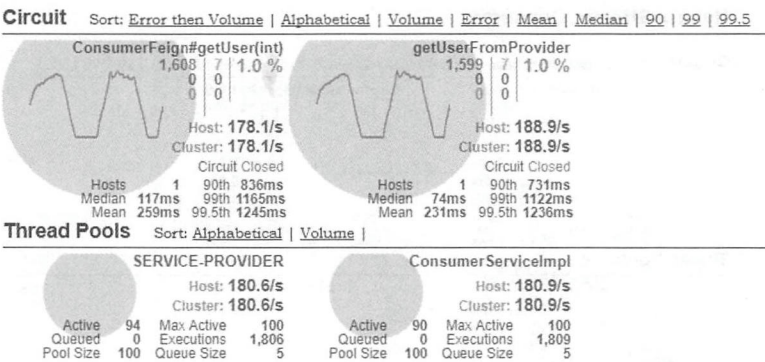 Circuit Sort: Error then Volume | Alphabetical | Volume | Error | Mean | Median | 90 | 99 | 99.5
ConsumerFeign#getUser(int) getUserFromProvider
1,608 7 1.0 % 1,599 7 1.0 %
0 0 0 0
0 0 0 0
Host: 178.1/s Host: 188.9/s
Cluster: 178.1/s Cluster: 188.9/s
Circuit Closed Circuit Closed
Hosts 1 90th 836ms Hosts 1 90th 731ms
Median 117ms 99th 1165ms Median 74ms 99th 1122ms
Mean 259ms 99.5th 1245ms Mean 231ms 99.5th 1236ms
Thread Pools Sort: Alphabetical | Volume |
SERVICE-PROVIDER ConsumerServiceImpl
Host: 180.6/s Host: 180.9/s
Cluster: 180.6/s Cluster: 180.9/s
Active 94 Max Active 100 Active 90 Max Active 100
Queued 0 Executions 1,806 Queued 0 Executions 1,809
Pool Size 100 Queue Size 5 Pool Size 100 Queue Size 5